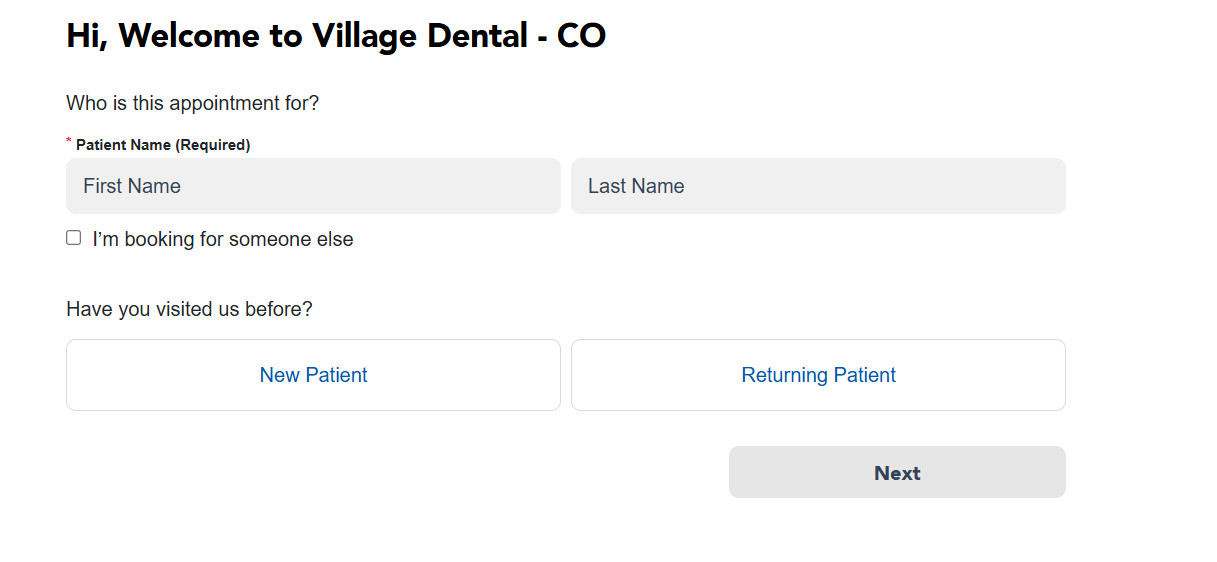 Hi, Welcome to Village Dental - CO
Who is this appointment for?
* Patient Name (Required)
First Name
Last Name
I’m booking for someone else
Have you visited us before?
New Patient
Returning Patient
Next